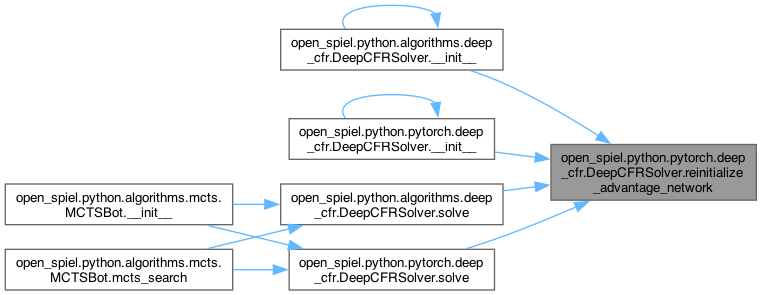 open_spiel.python.algorithms.deep
_cfr.DeepCFRSolver.__init__
open_spiel.python.pytorch.deep
_cfr.DeepCFRSolver.__init__
open_spiel.python.pytorch.deep
_cfr.DeepCFRSolver.reinitialize
_advantage_network
open_spiel.python.algorithms.mcts.
MCTSBot.__init__
open_spiel.python.algorithms.deep
_cfr.DeepCFRSolver.solve
open_spiel.python.algorithms.mcts.
MCTSBot.mcts_search
open_spiel.python.pytorch.deep
_cfr.DeepCFRSolver.solve